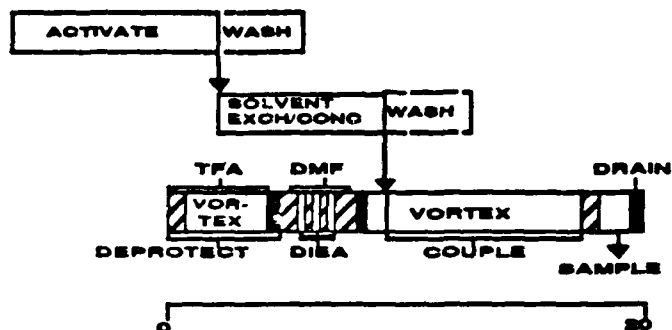 ACTIVATE WASH
SOLVENT
EXCH/CONC WASH
TFA DMF DRAIN
VOR-
TEX VORTEX
DEPROTECT DIEA COUPLE
SAMPLE
0 20